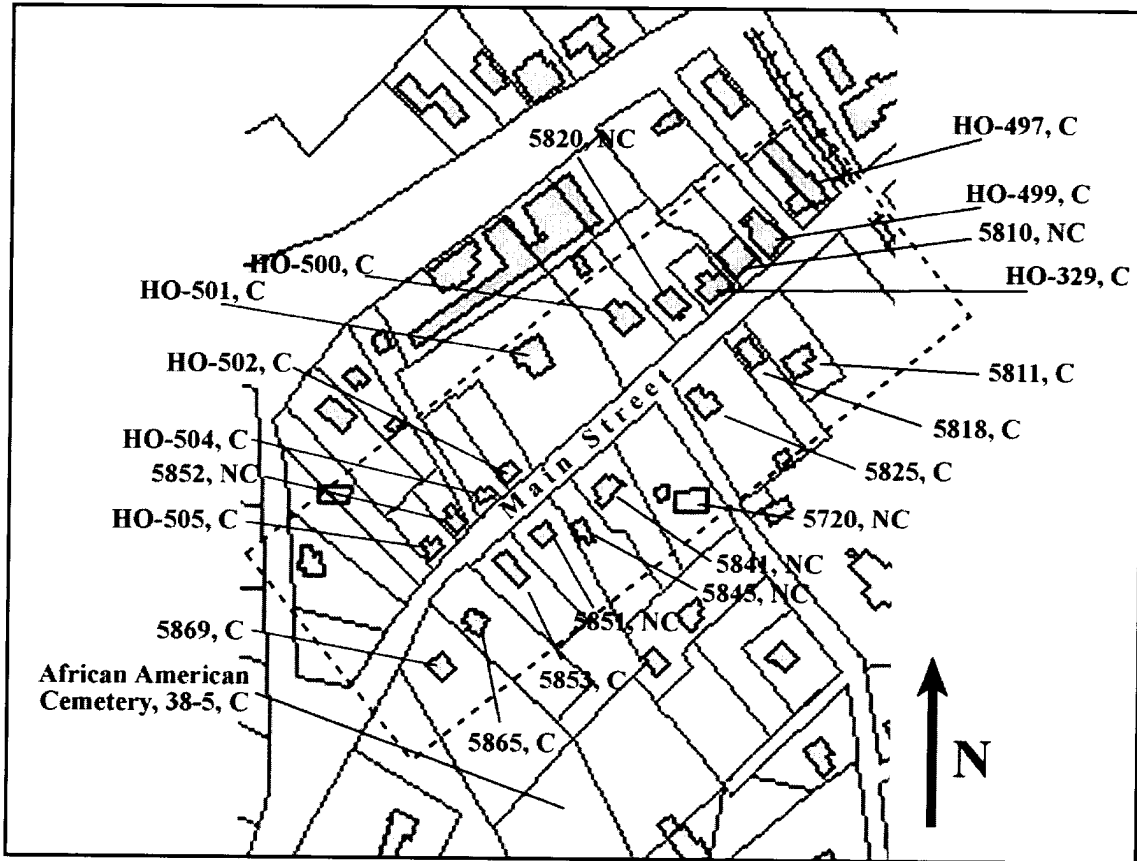 5820, NC
HO-497, C
HO-499, C
5810, NC
HO-500, C
HO-501, C
HO-329, C
HO-502, C
5811, C
5818, C
HO-504, C
5852, NC
5825, C
Main Street
HO-505, C
5720, NC
5841, NC
5845, NC
5851, NC
5869, C
5853, C
African American
Cemetery, 38-5, C
5865, C
N